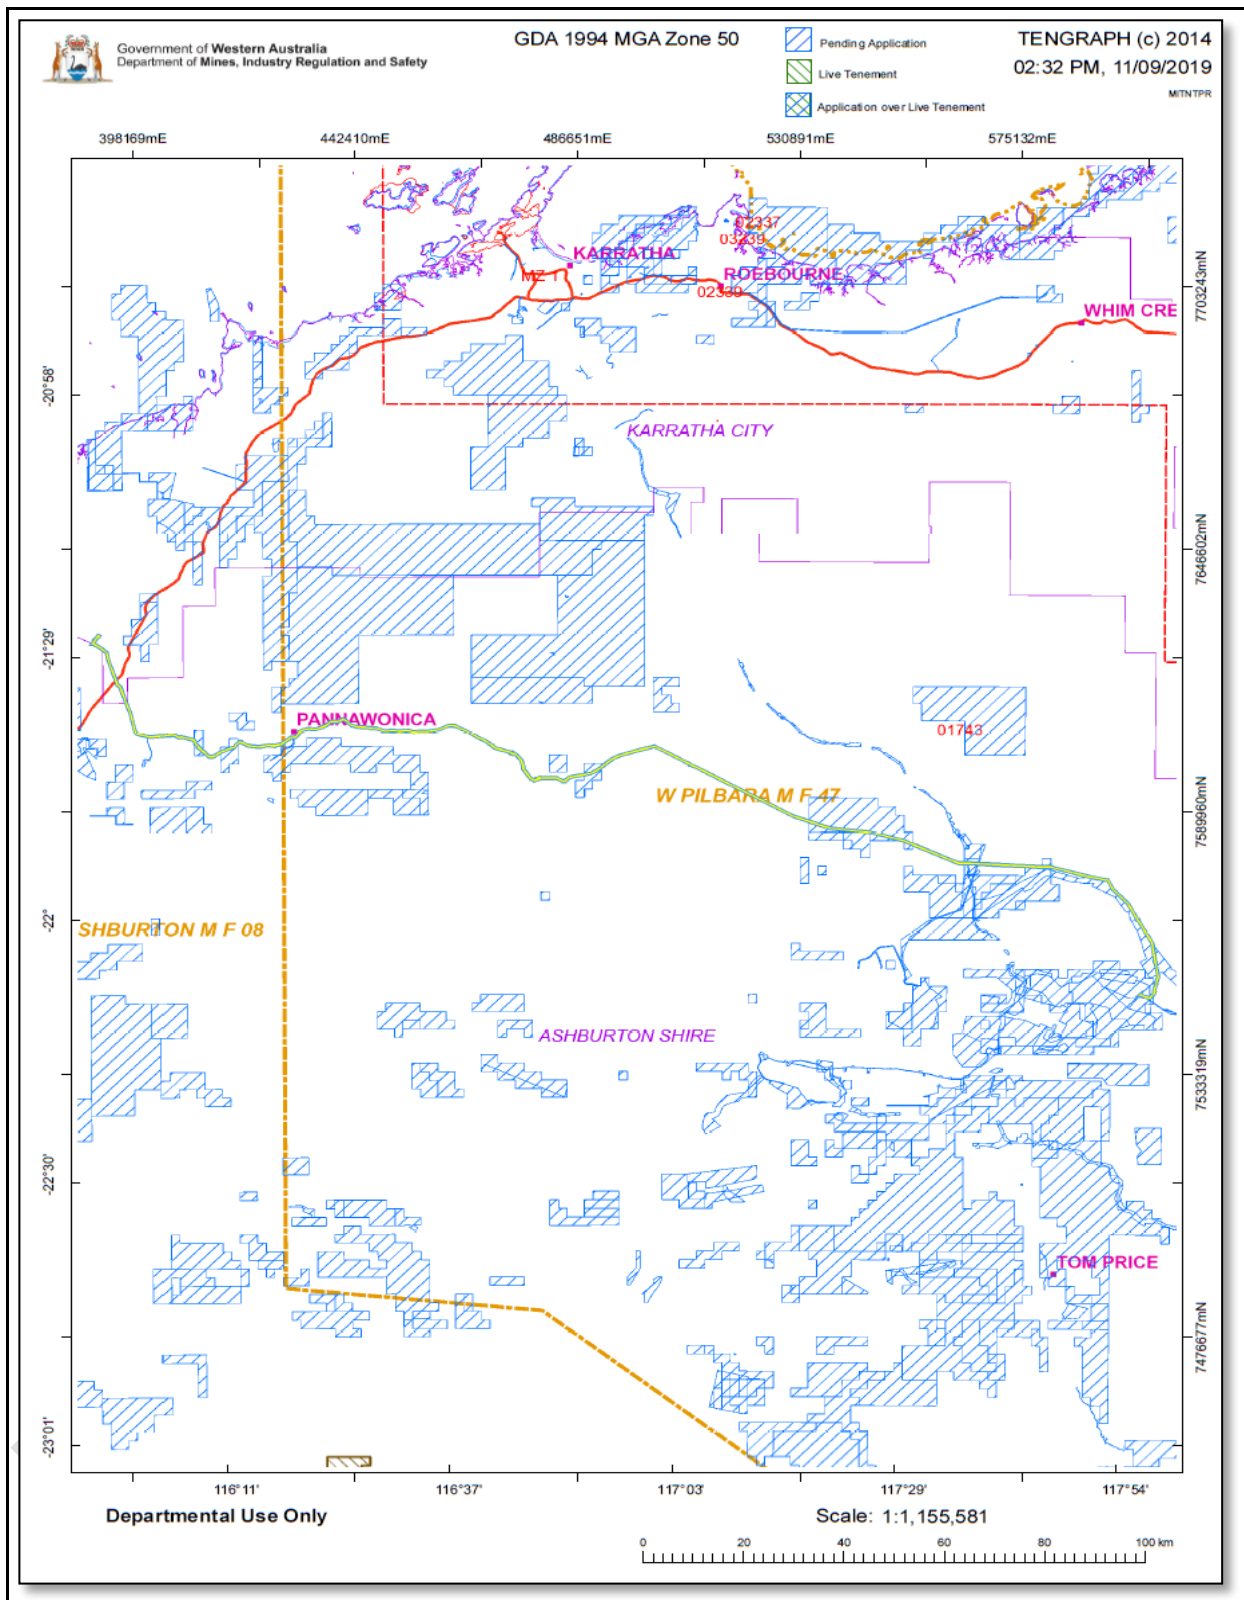 Government of Western Australia
Department of Mines, Industry Regulation and Safety
GDA 1994 MGA Zone 50
Pending Application
Live Tenement
Application over Live Tenement
TENGRAPH (c) 2014
02:32 PM, 11/09/2019
MITNTPR
398169mE 442410mE 486651mE 530891mE 575132mE
02337
03239
KARRATHA
MZ 1
ROEBOURNE
02339
WHIM CRE
7703243mN
-20°58'
KARRATHA CITY
7646602mN
-21°29'
PANNAWONICA
01743
W PILBARA M F 47
7589960mN
-22°
SHBURTON M F 08
ASHBURTON SHIRE
7533319mN
-22°30'
TOM PRICE
7476677mN
-23°01'
116°11' 116°37' 117°03' 117°29' 117°54'
Departmental Use Only
Scale: 1:1,155,581
0 20 40 60 80 100 km